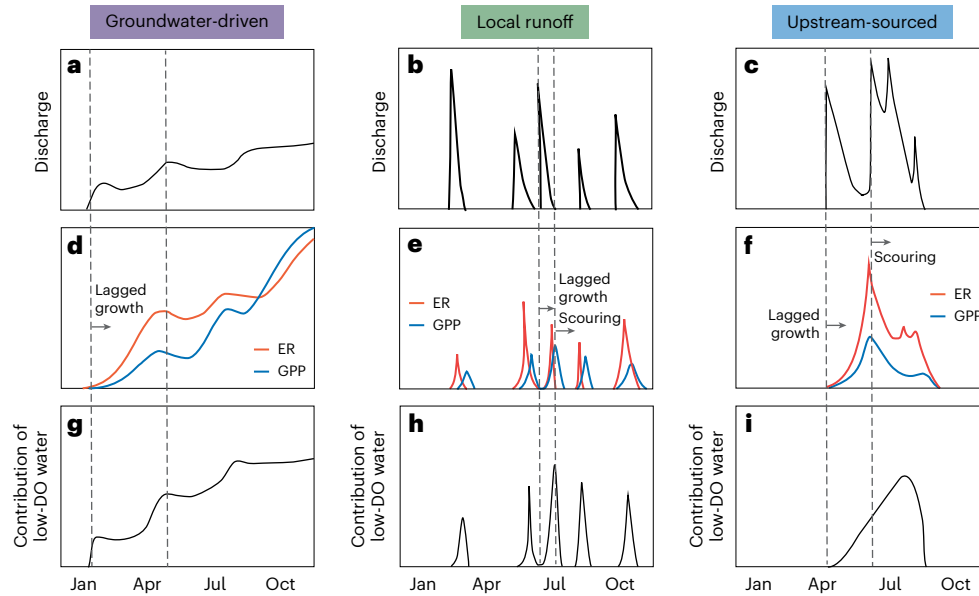 Groundwater-driven
Local runoff
Upstream-sourced
a
b
c
Discharge
Discharge
Discharge
d
e
f
Lagged
growth
ER
GPP
ER
GPP
Lagged
growth
Scouring
Scouring
ER
GPP
Lagged
growth
g
h
i
Contribution of
low-DO water
Contribution of
low-DO water
Contribution of
low-DO water
Jan Apr Jul Oct
Jan Apr Jul Oct
Jan Apr Jul Oct